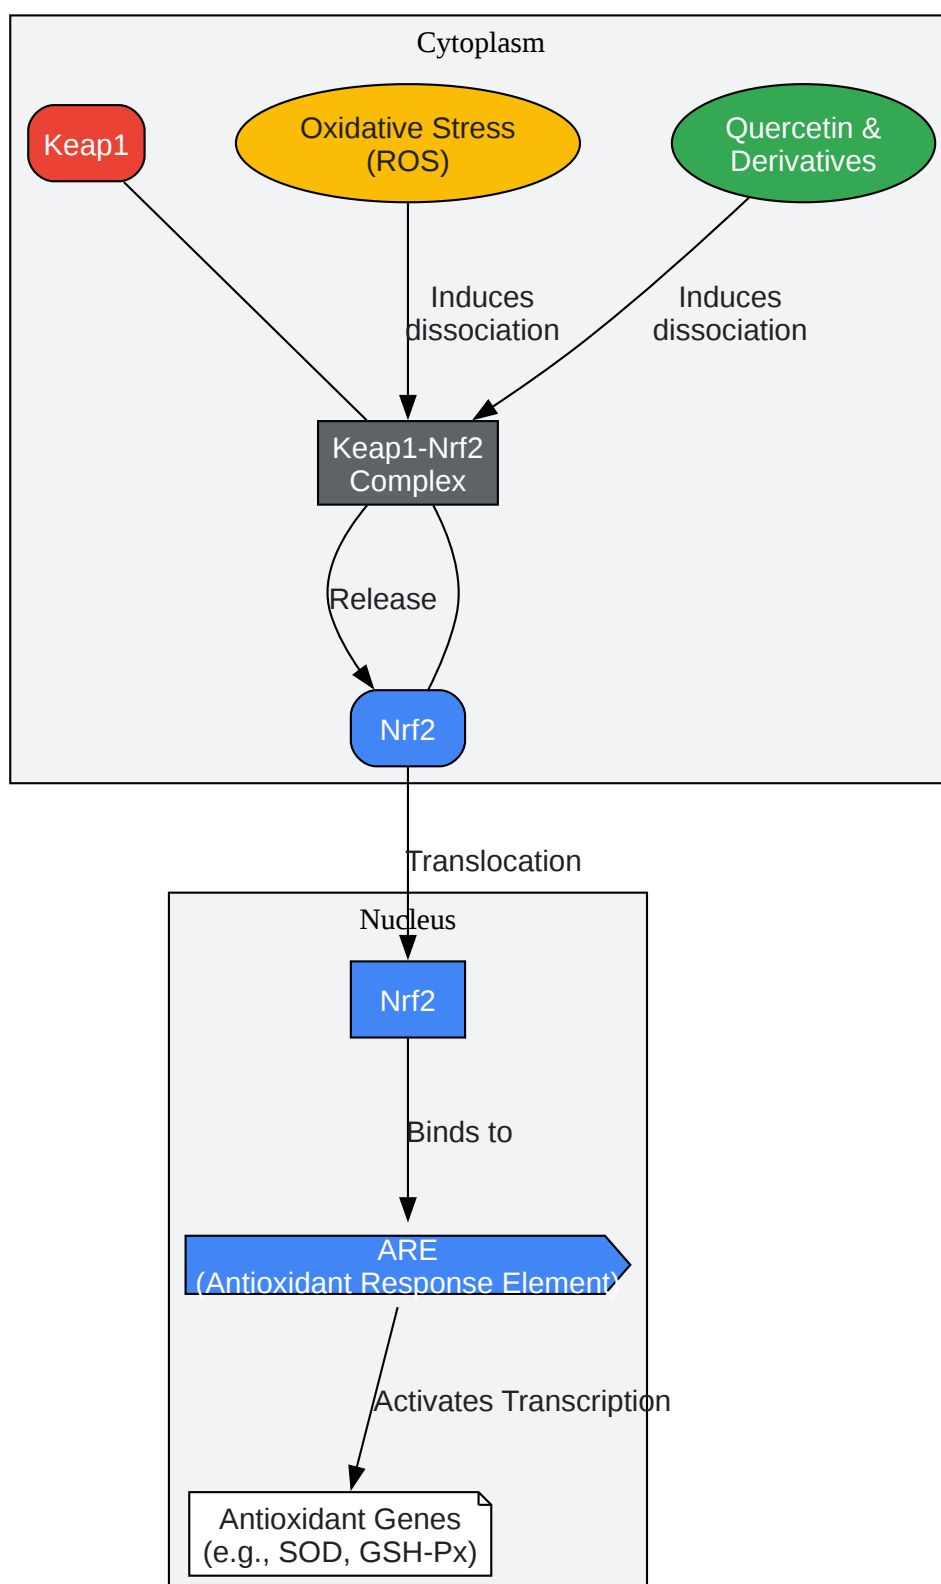 Cytoplasm
Keap1
Oxidative Stress
(ROS)
Quercetin &
Derivatives
Induces
dissociation
Induces
dissociation
Keap1-Nrf2
Complex
Release
Nrf2
Translocation
Nucleus
Nrf2
Binds to
ARE
(Antioxidant Response Element)
Activates Transcription
Antioxidant Genes
(e.g., SOD, GSH-Px)